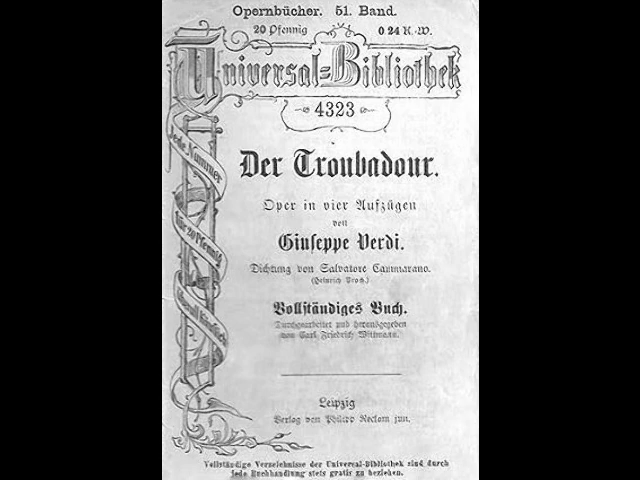 Opernbücher. 51. Band.
20 Pfennig 0 24 K. W.
Universal-Bibliothek
4323
Jede Nummer
für 20 Pfennig
überall käuflich
Der Troubadour.
Oper in vier Aufzügen
von
Giuseppe Verdi.
Dichtung von Salvatore Cammarano.
(Heinrich Proch.)
Vollständiges Buch.
Durchgearbeitet und herausgegeben
von Carl Friedrich Wittmann.
Leipzig
Verlag von Philipp Reclam jun.
Vollständige Verzeichnisse der Universal-Bibliothek sind durch
jede Buchhandlung stets gratis zu beziehen.